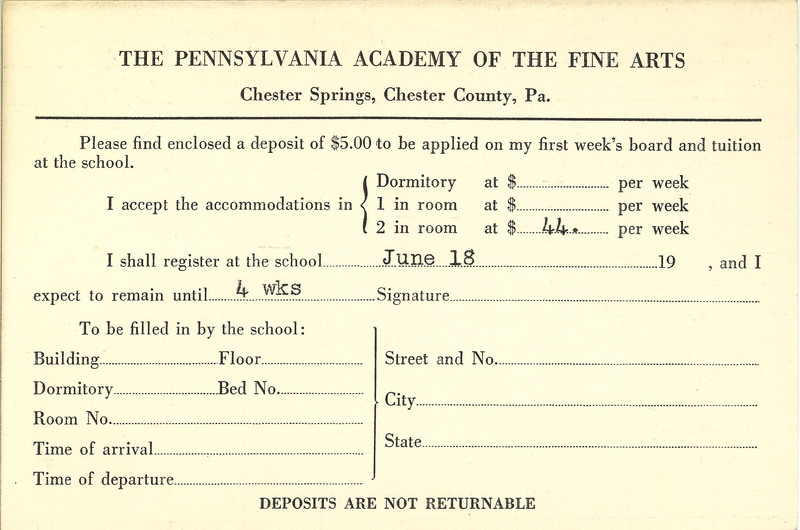 THE PENNSYLVANIA ACADEMY OF THE FINE ARTS
Chester Springs, Chester County, Pa.
Please find enclosed a deposit of $5.00 to be applied on my first week's board and tuition
at the school.
I accept the accommodations in { Dormitory at $.......... per week
1 in room at $.......... per week
2 in room at $...44....... per week
I shall register at the school..........June 18..........19 , and I
expect to remain until....4 wks..........Signature..........
To be filled in by the school:
Building..........Floor..........
Dormitory..........Bed No...........
Room No...........
Time of arrival..........
Time of departure..........
Street and No...........
City..........
State..........
DEPOSITS ARE NOT RETURNABLE